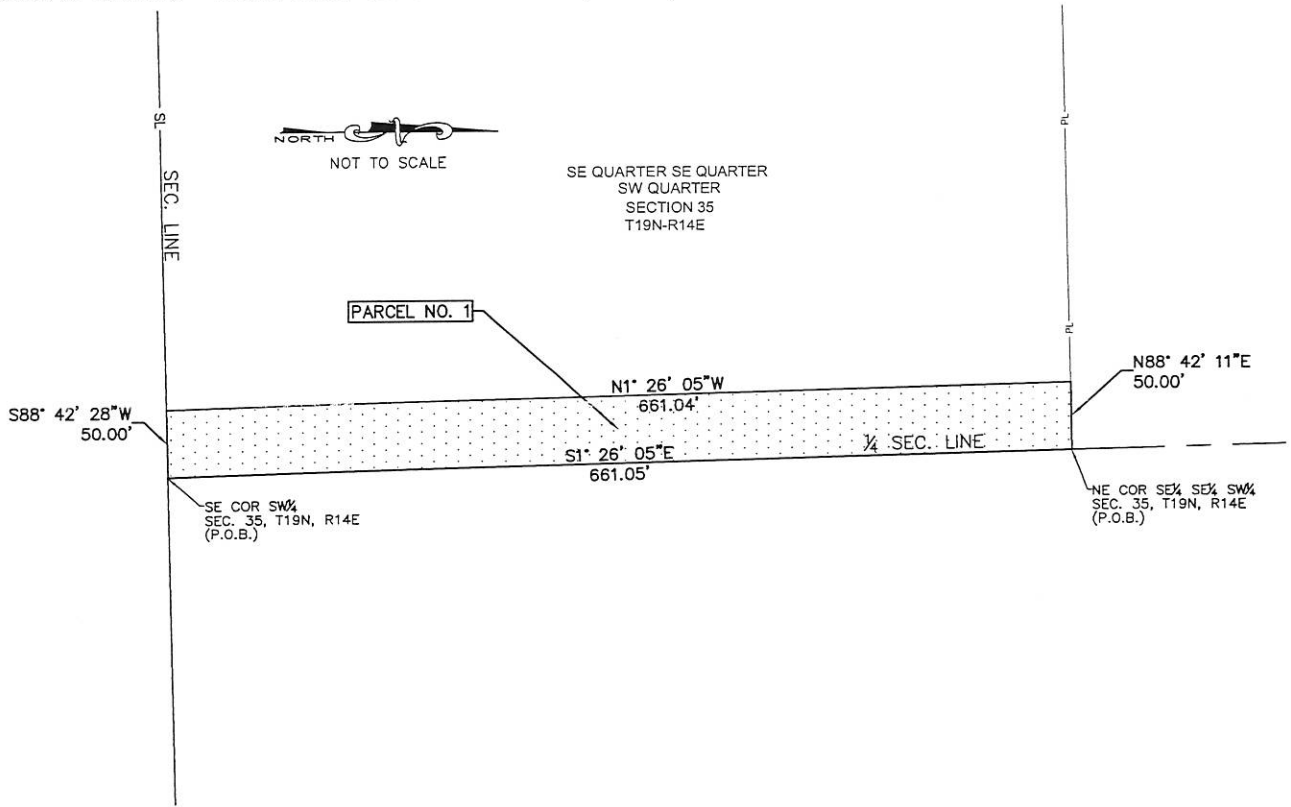 SL
SEC. LINE
NORTH
NOT TO SCALE
SE QUARTER SE QUARTER
SW QUARTER
SECTION 35
T19N-R14E
PL
PL
PARCEL NO. 1
N1° 26' 05"W
661.04'
N88° 42' 11"E
50.00'
S88° 42' 28"W
50.00'
S1° 26' 05"E
661.05'
¼ SEC. LINE
SE COR SW¼
SEC. 35, T19N, R14E
(P.O.B.)
NE COR SE¼ SE¼ SW¼
SEC. 35, T19N, R14E
(P.O.B.)